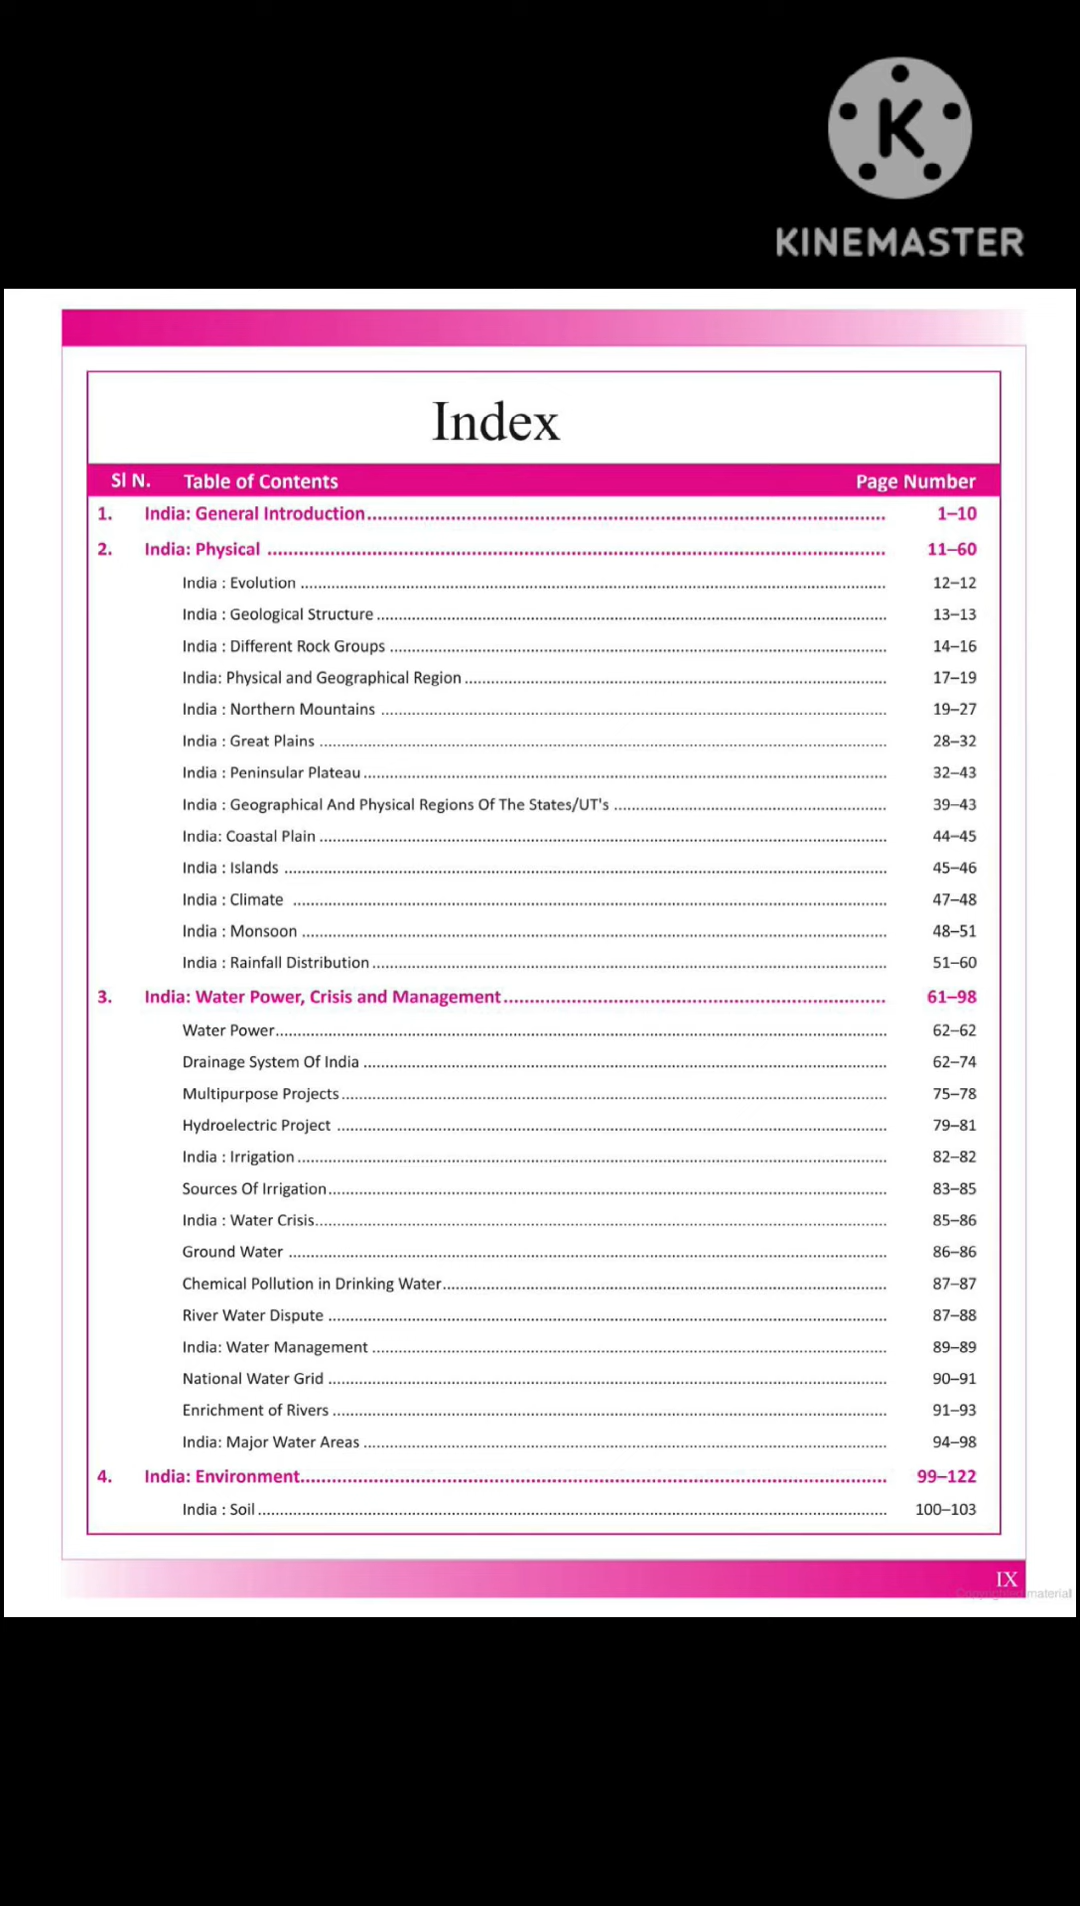 K
KINEMASTER
Index
Sl N. Table of Contents Page Number
1. India: General Introduction 1–10
2. India: Physical 11–60
India : Evolution 12–12
India : Geological Structure 13–13
India : Different Rock Groups 14–16
India: Physical and Geographical Region 17–19
India : Northern Mountains 19–27
India : Great Plains 28–32
India : Peninsular Plateau 32–43
India : Geographical And Physical Regions Of The States/UT's 39–43
India: Coastal Plain 44–45
India : Islands 45–46
India : Climate 47–48
India : Monsoon 48–51
India : Rainfall Distribution 51–60
3. India: Water Power, Crisis and Management 61–98
Water Power 62–62
Drainage System Of India 62–74
Multipurpose Projects 75–78
Hydroelectric Project 79–81
India : Irrigation 82–82
Sources Of Irrigation 83–85
India : Water Crisis 85–86
Ground Water 86–86
Chemical Pollution in Drinking Water 87–87
River Water Dispute 87–88
India: Water Management 89–89
National Water Grid 90–91
Enrichment of Rivers 91–93
India: Major Water Areas 94–98
4. India: Environment 99–122
India : Soil 100–103
IX
Copyrighted material